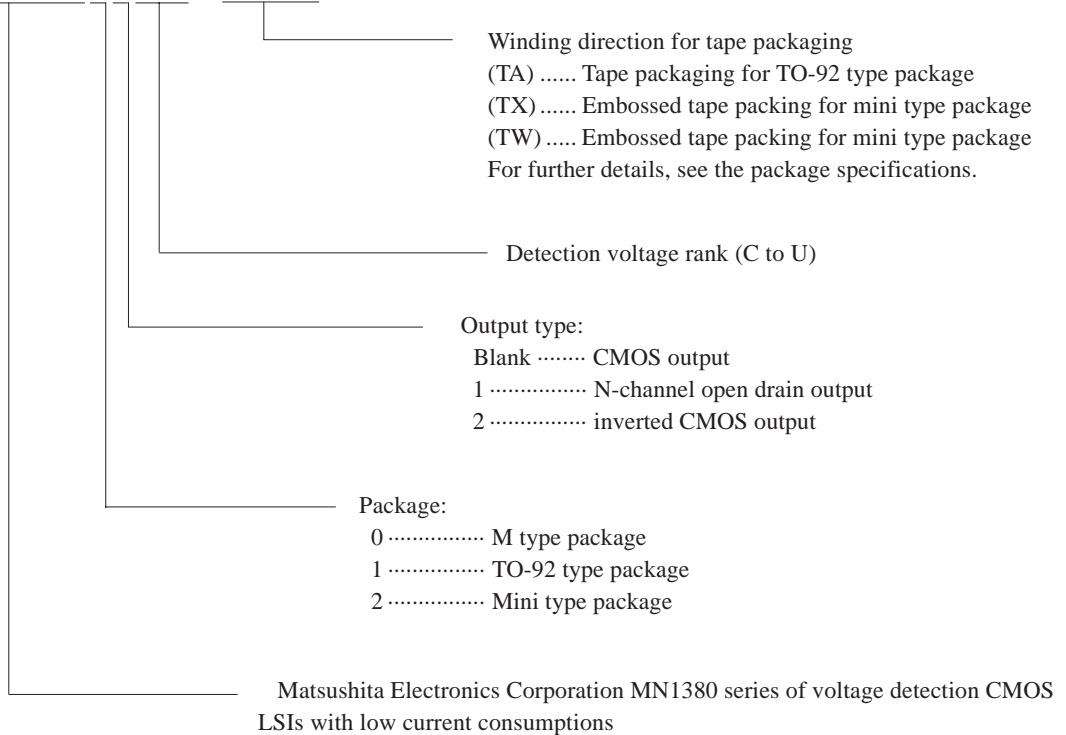 Winding direction for tape packaging
(TA) ...... Tape packaging for TO-92 type package
(TX) ...... Embossed tape packing for mini type package
(TW) ..... Embossed tape packing for mini type package
For further details, see the package specifications.
Detection voltage rank (C to U)
Output type:
Blank ········ CMOS output
1 ················ N-channel open drain output
2 ················ inverted CMOS output
Package:
0 ················ M type package
1 ················ TO-92 type package
2 ················ Mini type package
Matsushita Electronics Corporation MN1380 series of voltage detection CMOS
LSIs with low current consumptions